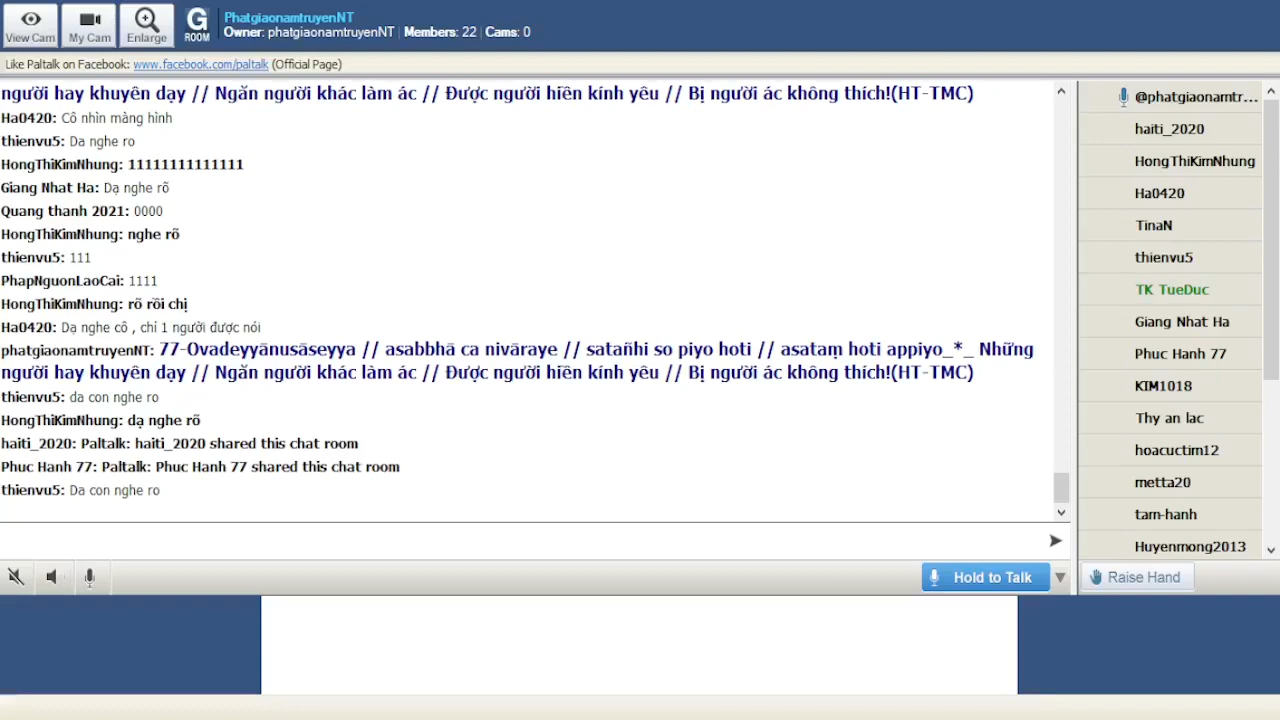 View Cam
My Cam
Enlarge
G
ROOM
PhatgiaonamtruyenNT
Owner: phatgiaonamtruyenNT | Members: 22 | Cams: 0
Like Paltalk on Facebook: www.facebook.com/paltalk (Official Page)
người hay khuyên dạy // Ngăn người khác làm ác // Được người hiền kính yêu // Bị người ác không thích!(HT-TMC)
Ha0420: Cô nhìn màng hình
thienvu5: Da nghe ro
HongThiKimNhung: 11111111111111
Giang Nhat Ha: Dạ nghe rõ
Quang thanh 2021: 0000
HongThiKimNhung: nghe rõ
thienvu5: 111
PhapNguonLaoCai: 1111
HongThiKimNhung: rõ rồi chị
Ha0420: Dạ nghe cô , chỉ 1 người được nói
phatgiaonamtruyenNT: 77-Ovadeyyānusāseyya // asabbhā ca nivāraye // satañhi so piyo hoti // asataṃ hoti appiyo_*_ Những
người hay khuyên dạy // Ngăn người khác làm ác // Được người hiền kính yêu // Bị người ác không thích!(HT-TMC)
thienvu5: da con nghe ro
HongThiKimNhung: dạ nghe rõ
haiti_2020: Paltalk: haiti_2020 shared this chat room
Phuc Hanh 77: Paltalk: Phuc Hanh 77 shared this chat room
thienvu5: Da con nghe ro
@phatgiaonamtr...
haiti_2020
HongThiKimNhung
Ha0420
TinaN
thienvu5
TK TueDuc
Giang Nhat Ha
Phuc Hanh 77
KIM1018
Thy an lac
hoacuctim12
metta20
tam-hanh
Huyenmong2013
Hold to Talk
Raise Hand